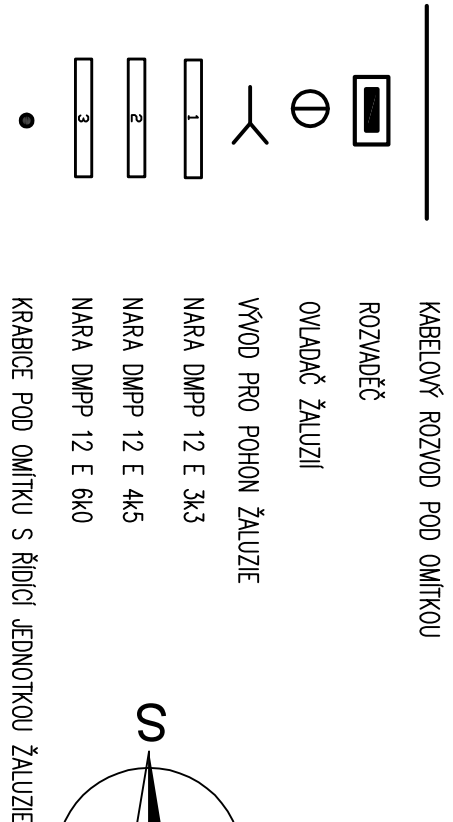 KABELOVÝ ROZVOD POD OMÍTKOU
ROZVADĚČ
OVLADAČ ŽALUZIÍ
VÝVOD PRO POHON ŽALUZIE
1 NARA DMPP 12 E 3k3
2 NARA DMPP 12 E 4k5
3 NARA DMPP 12 E 6k0
KRABICE POD OMÍTKU S ŘÍDÍCÍ JEDNOTKOU ŽALUZIE
S